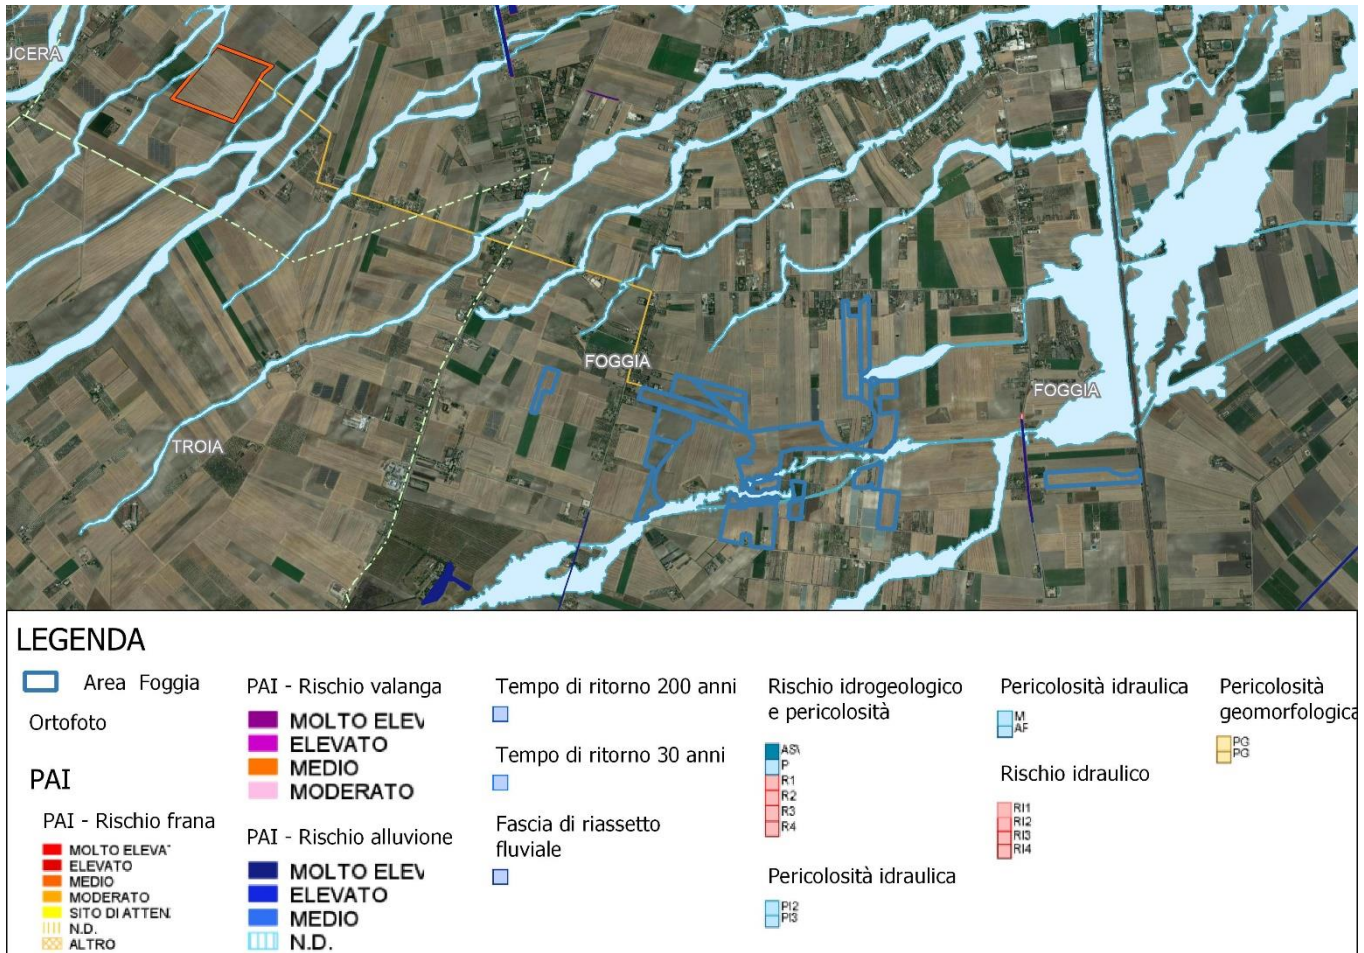 UCERA
FOGGIA
FOGGIA
TROIA
LEGENDA
Area Foggia
Ortofoto
PAI
PAI - Rischio frana
MOLTO ELEVA
ELEVATO
MEDIO
MODERATO
SITO DI ATTEN
N.D.
ALTRO
PAI - Rischio valanga
MOLTO ELEV
ELEVATO
MEDIO
MODERATO
PAI - Rischio alluvione
MOLTO ELEV
ELEVATO
MEDIO
N.D.
Tempo di ritorno 200 anni
Tempo di ritorno 30 anni
Fascia di riassetto
fluviale
Rischio idrogeologico
e pericolosità
ASV
P
R1
R2
R3
R4
Pericolosità idraulica
PI2
PI3
Pericolosità idraulica
M
AF
Rischio idraulico
RI1
RI2
RI3
RI4
Pericolosità
geomorfologica
PG
PG